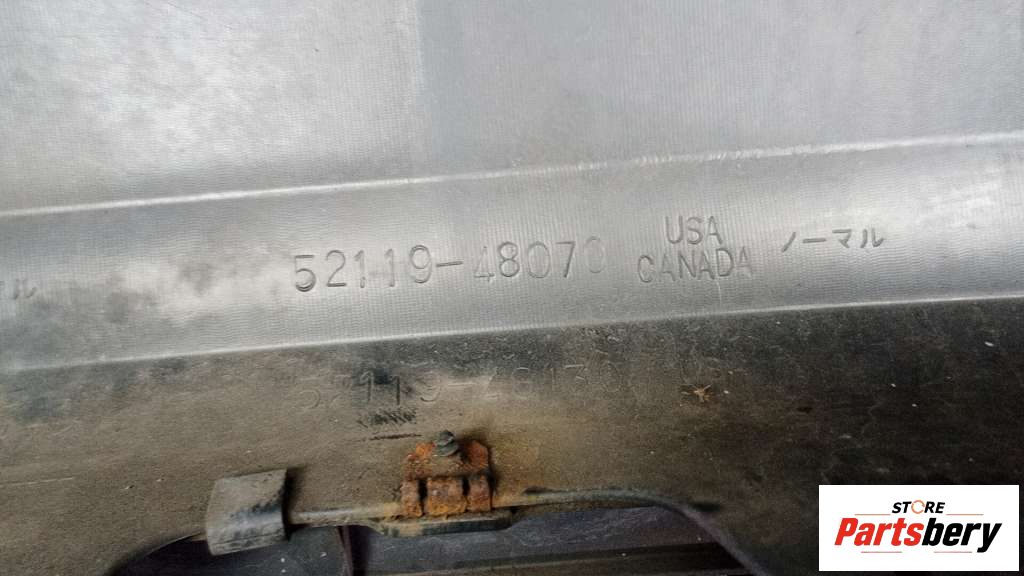 52119-48070
USA
CANADA
ノーマル
STORE
Partsbery